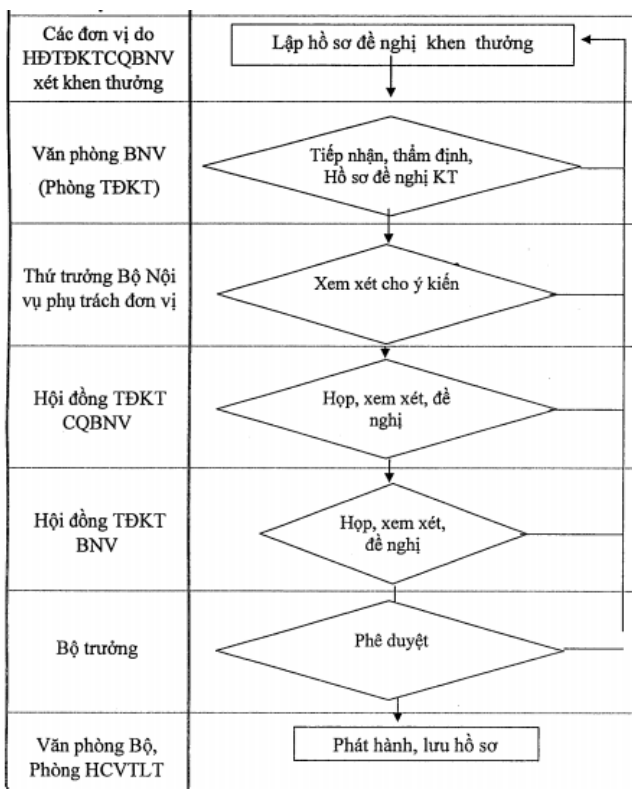 Các đơn vị do
HĐTĐKTCQBNV
xét khen thưởng
Lập hồ sơ đề nghị khen thưởng
Văn phòng BNV
(Phòng TĐKT)
Tiếp nhận, thẩm định,
Hồ sơ đề nghị KT
Thứ trưởng Bộ Nội
vụ phụ trách đơn vị
Xem xét cho ý kiến
Hội đồng TĐKT
CQBNV
Họp, xem xét, đề
nghị
Hội đồng TĐKT
BNV
Họp, xem xét,
đề nghị
Bộ trưởng
Phê duyệt
Văn phòng Bộ,
Phòng HCVTLT
Phát hành, lưu hồ sơ